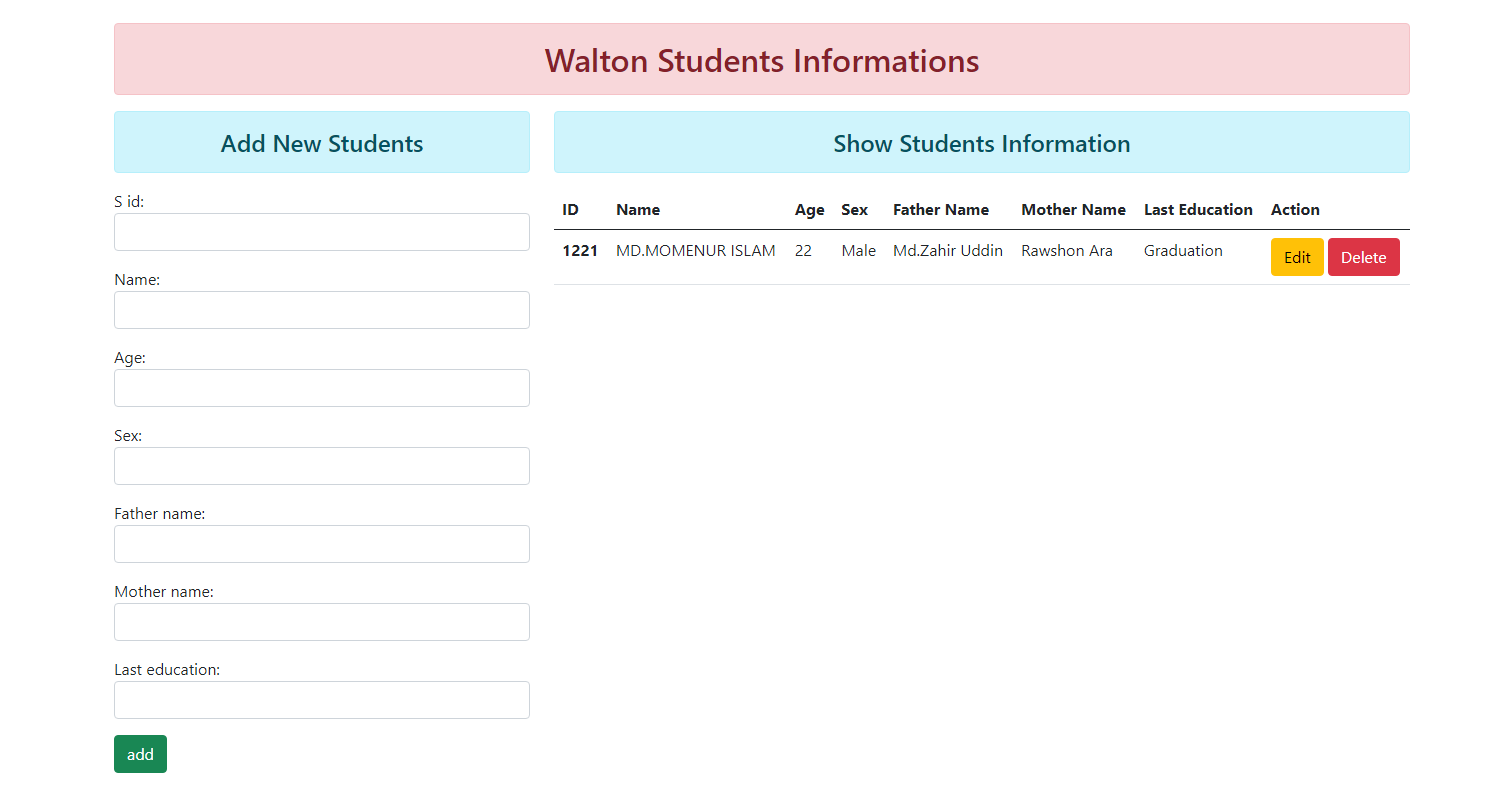 Walton Students Informations
Add New Students
S id:
Name:
Age:
Sex:
Father name:
Mother name:
Last education:
add
Show Students Information
ID Name Age Sex Father Name Mother Name Last Education Action
1221 MD.MOMENUR ISLAM 22 Male Md.Zahir Uddin Rawshon Ara Graduation Edit Delete